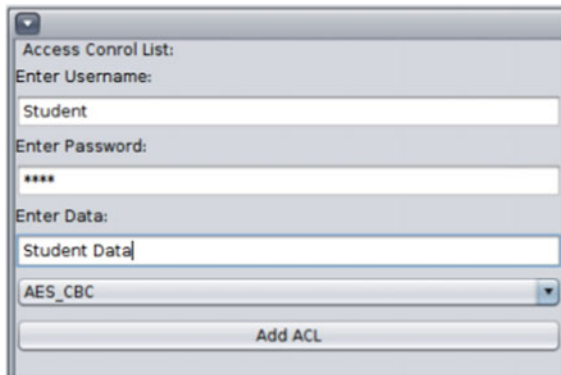 Access Conrol List:
Enter Username:
Student
Enter Password:
****
Enter Data:
Student Data
AES_CBC
Add ACL